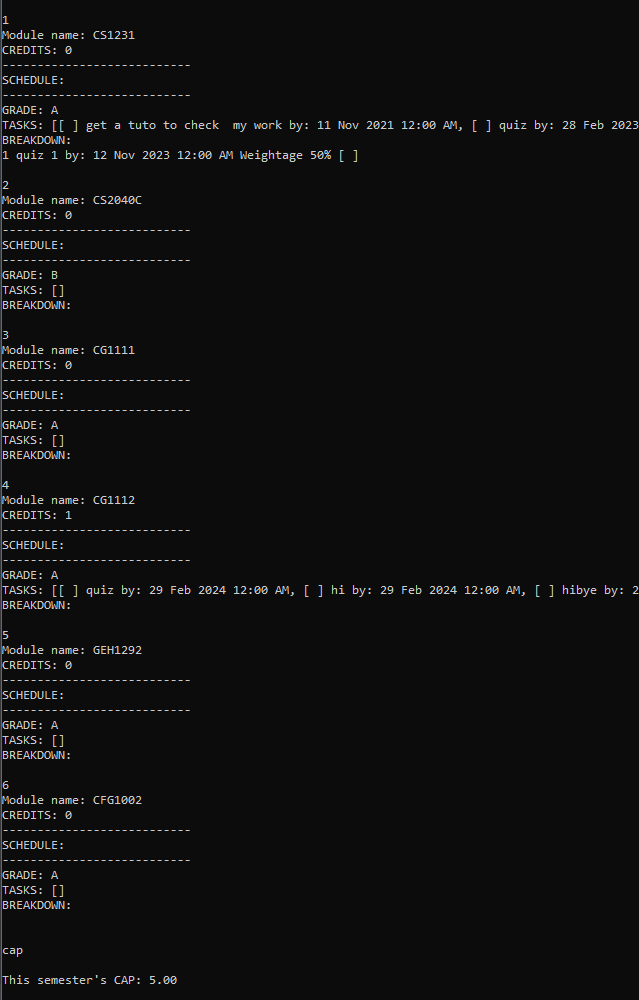 1
Module name: CS1231
CREDITS: 0
---------------------------
SCHEDULE:
---------------------------
GRADE: A
TASKS: [[ ] get a tuto to check  my work by: 11 Nov 2021 12:00 AM, [ ] quiz by: 28 Feb 2023
BREAKDOWN:
1 quiz 1 by: 12 Nov 2023 12:00 AM Weightage 50% [ ]
2
Module name: CS2040C
CREDITS: 0
---------------------------
SCHEDULE:
---------------------------
GRADE: B
TASKS: []
BREAKDOWN:
3
Module name: CG1111
CREDITS: 0
---------------------------
SCHEDULE:
---------------------------
GRADE: A
TASKS: []
BREAKDOWN:
4
Module name: CG1112
CREDITS: 1
---------------------------
SCHEDULE:
---------------------------
GRADE: A
TASKS: [[ ] quiz by: 29 Feb 2024 12:00 AM, [ ] hi by: 29 Feb 2024 12:00 AM, [ ] hibye by: 2
BREAKDOWN:
5
Module name: GEH1292
CREDITS: 0
---------------------------
SCHEDULE:
---------------------------
GRADE: A
TASKS: []
BREAKDOWN:
6
Module name: CFG1002
CREDITS: 0
---------------------------
SCHEDULE:
---------------------------
GRADE: A
TASKS: []
BREAKDOWN:
cap
This semester's CAP: 5.00